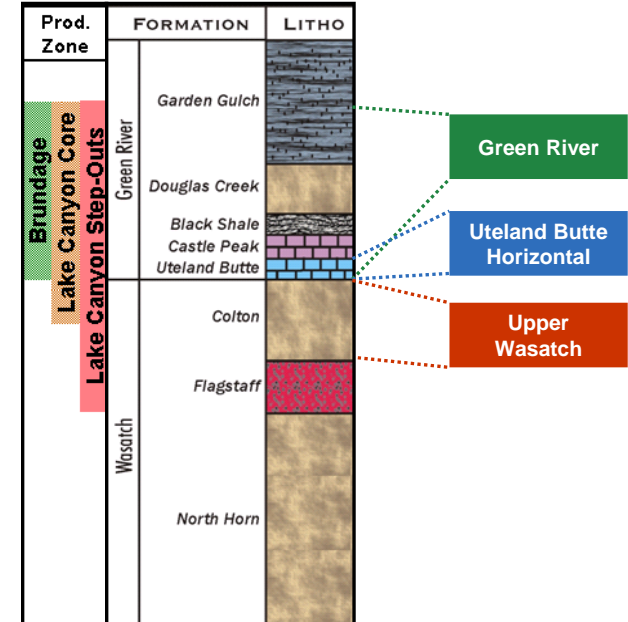 Prod.
Zone
FORMATION
LITHO
Brundage
Lake Canyon Core
Lake Canyon Step-Outs
Green River
Garden Gulch
Douglas Creek
Black Shale
Castle Peak
Uteland Butte
Wasatch
Colton
Flagstaff
North Horn
Green River
Uteland Butte
Horizontal
Upper
Wasatch